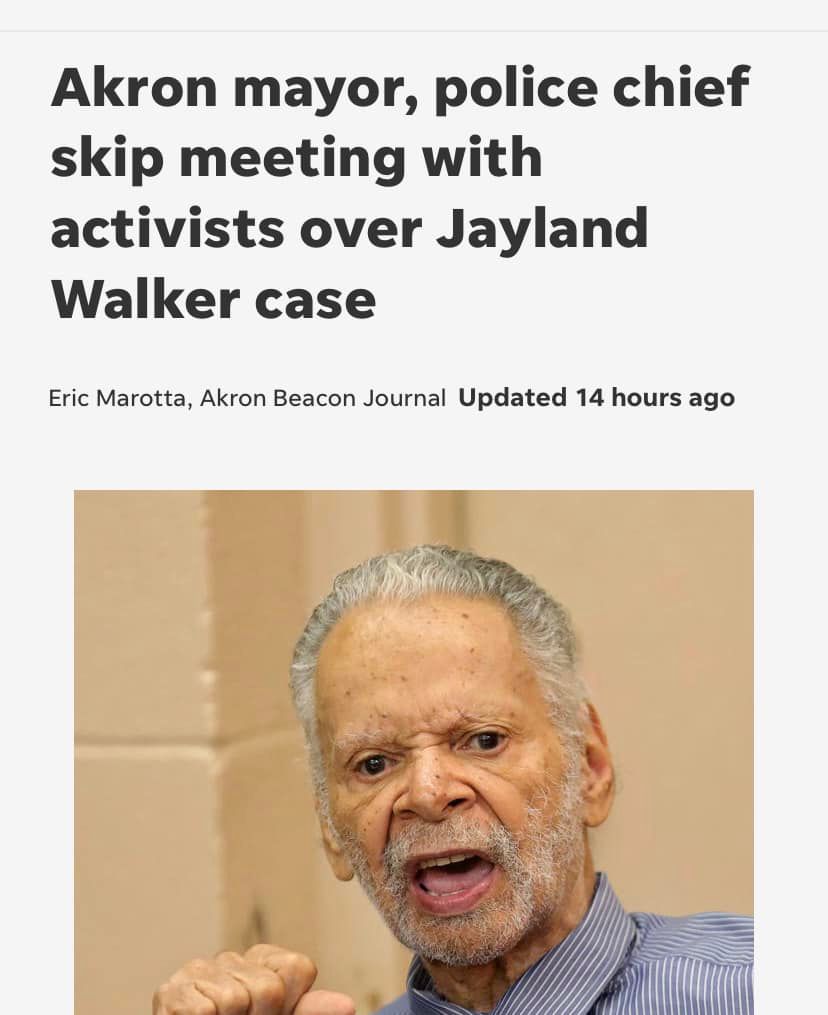 Akron mayor, police chief
skip meeting with
activists over Jayland
Walker case
Eric Marotta, Akron Beacon Journal Updated 14 hours ago